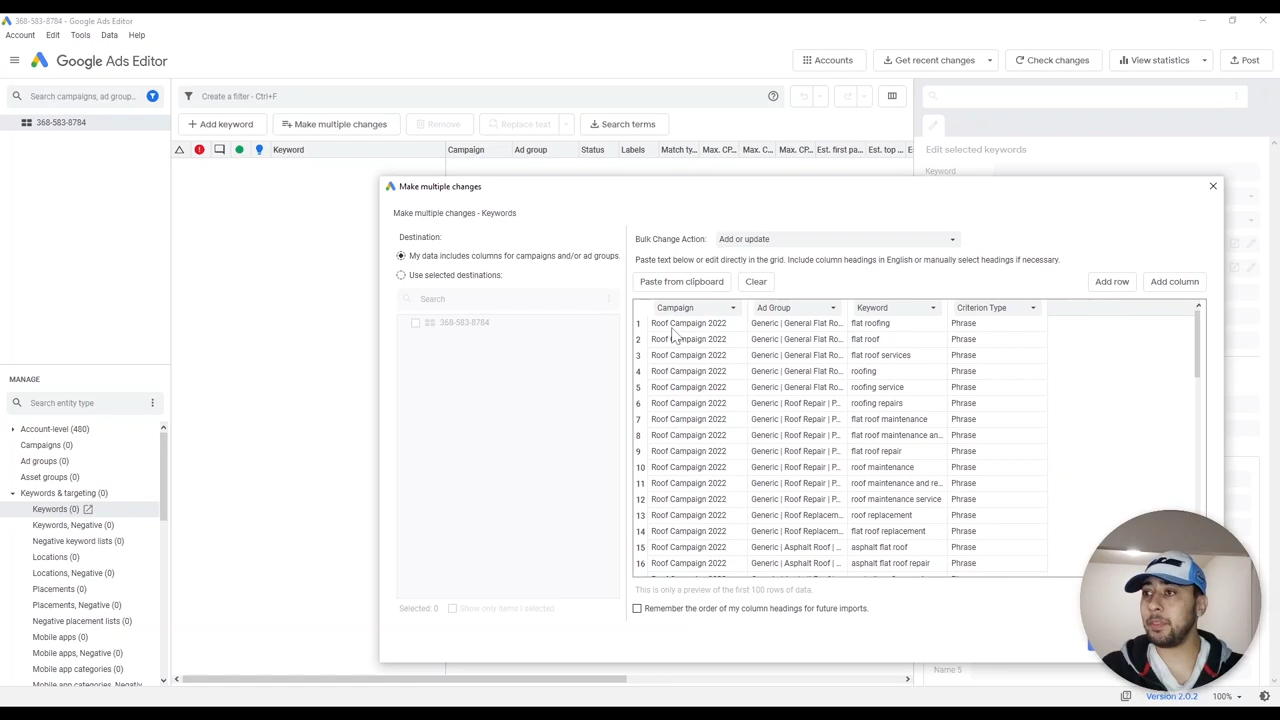 368-583-8784 - Google Ads Editor
Account Edit Tools Data Help
Google Ads Editor
Accounts
Get recent changes
Check changes
View statistics
Post
Search campaigns, ad group...
Create a filter - Ctrl+F
368-583-8784
Add keyword
Make multiple changes
Remove
Replace text
Search terms
Edit selected keywords
Keyword Campaign Ad group Status Labels Match ty... Max. CP... Max. C... Max. CP... Est. first pa... Est. top ... E
Keyword
Make multiple changes
Make multiple changes - Keywords
Destination:
My data includes columns for campaigns and/or ad groups.
Use selected destinations:
Search
368-583-8784
Selected: 0
Show only items I selected
Bulk Change Action: Add or update
Paste text below or edit directly in the grid. Include column headings in English or manually select headings if necessary.
Paste from clipboard
Clear
Add row
Add column
Campaign Ad Group Keyword Criterion Type
1 Roof Campaign 2022 Generic | General Flat Ro... flat roofing Phrase
2 Roof Campaign 2022 Generic | General Flat Ro... flat roof Phrase
3 Roof Campaign 2022 Generic | General Flat Ro... flat roof services Phrase
4 Roof Campaign 2022 Generic | General Flat Ro... roofing Phrase
5 Roof Campaign 2022 Generic | General Flat Ro... roofing service Phrase
6 Roof Campaign 2022 Generic | Roof Repair | P... roofing repairs Phrase
7 Roof Campaign 2022 Generic | Roof Repair | P... flat roof maintenance Phrase
8 Roof Campaign 2022 Generic | Roof Repair | P... flat roof maintenance an... Phrase
9 Roof Campaign 2022 Generic | Roof Repair | P... flat roof repair Phrase
10 Roof Campaign 2022 Generic | Roof Repair | P... roof maintenance Phrase
11 Roof Campaign 2022 Generic | Roof Repair | P... roof maintenance and re... Phrase
12 Roof Campaign 2022 Generic | Roof Repair | P... roof maintenance service Phrase
13 Roof Campaign 2022 Generic | Roof Replacem... roof replacement Phrase
14 Roof Campaign 2022 Generic | Roof Replacem... flat roof replacement Phrase
15 Roof Campaign 2022 Generic | Asphalt Roof | ... asphalt flat roof Phrase
16 Roof Campaign 2022 Generic | Asphalt Roof | ... asphalt flat roof repair Phrase
This is only a preview of the first 100 rows of data.
Remember the order of my column headings for future imports.
MANAGE
Search entity type
Account-level (480)
Campaigns (0)
Ad groups (0)
Asset groups (0)
Keywords & targeting (0)
Keywords (0)
Keywords, Negative (0)
Negative keyword lists (0)
Locations (0)
Locations, Negative (0)
Placements (0)
Placements, Negative (0)
Negative placement lists (0)
Mobile apps (0)
Mobile apps, Negative (0)
Mobile app categories (0)
Name 5
Version 2.0.2
100%